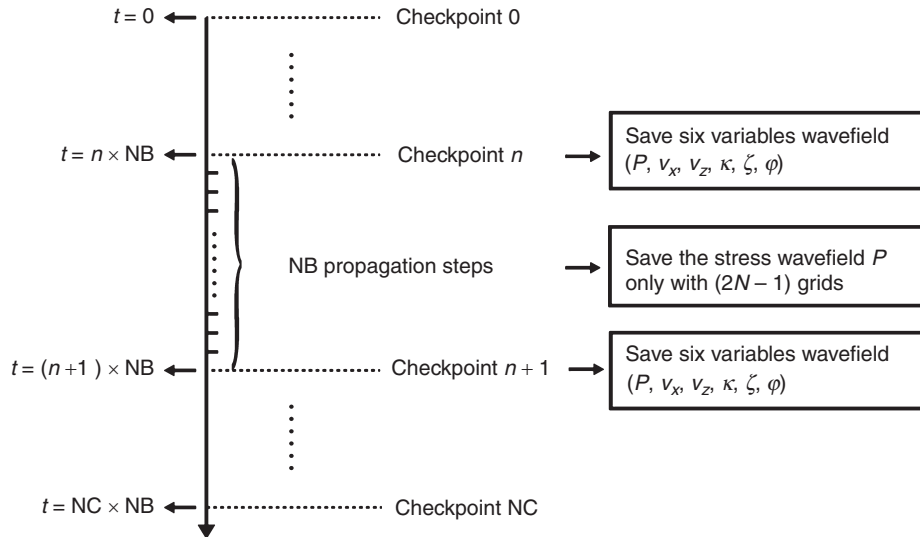 t = 0
Checkpoint 0
t = n × NB
Checkpoint n
Save six variables wavefield
(P, vx, vz, κ, ζ, φ)
NB propagation steps
Save the stress wavefield P
only with (2N – 1) grids
t = (n+1 ) × NB
Checkpoint n + 1
Save six variables wavefield
(P, vx, vz, κ, ζ, φ)
t = NC × NB
Checkpoint NC